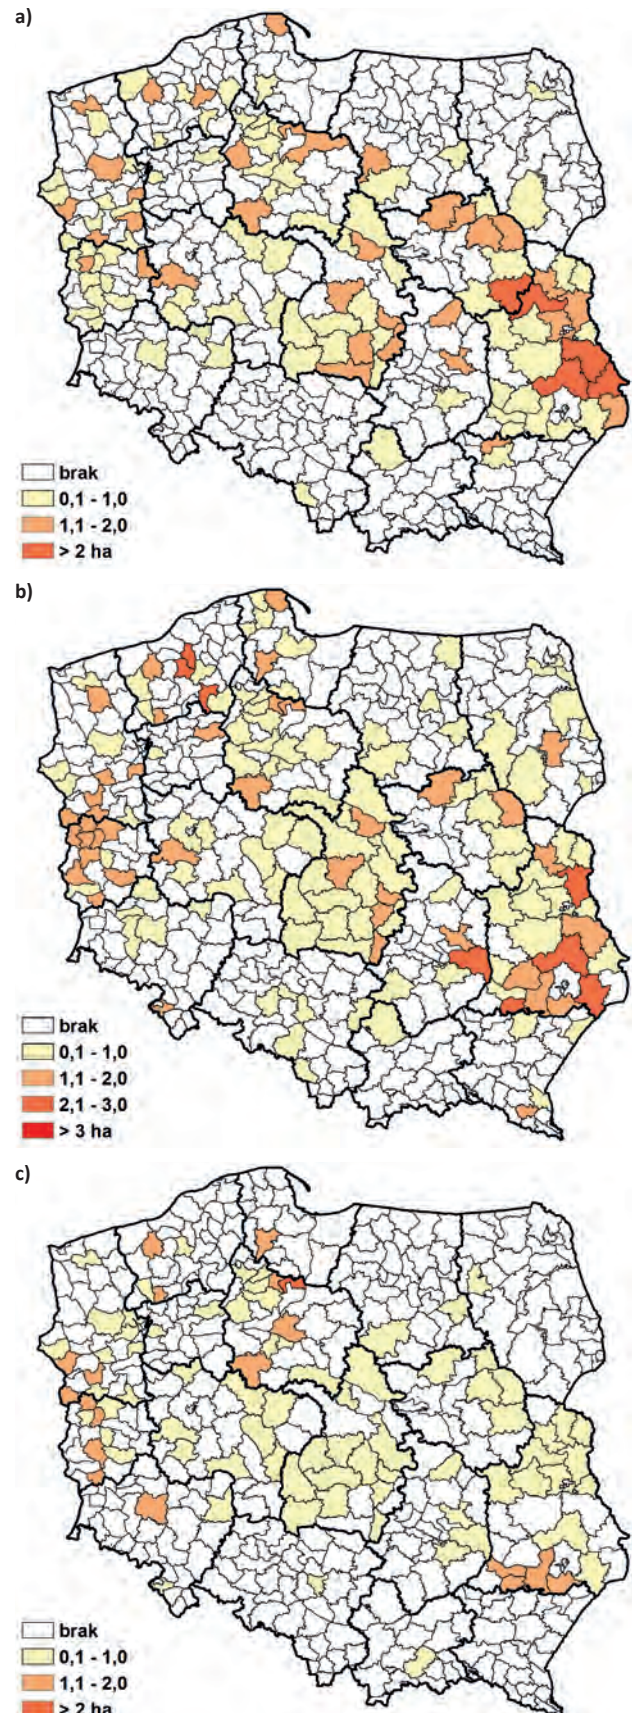 a)
brak
0,1 - 1,0
1,1 - 2,0
> 2 ha
b)
brak
0,1 - 1,0
1,1 - 2,0
2,1 - 3,0
> 3 ha
c)
brak
0,1 - 1,0
1,1 - 2,0
> 2 ha